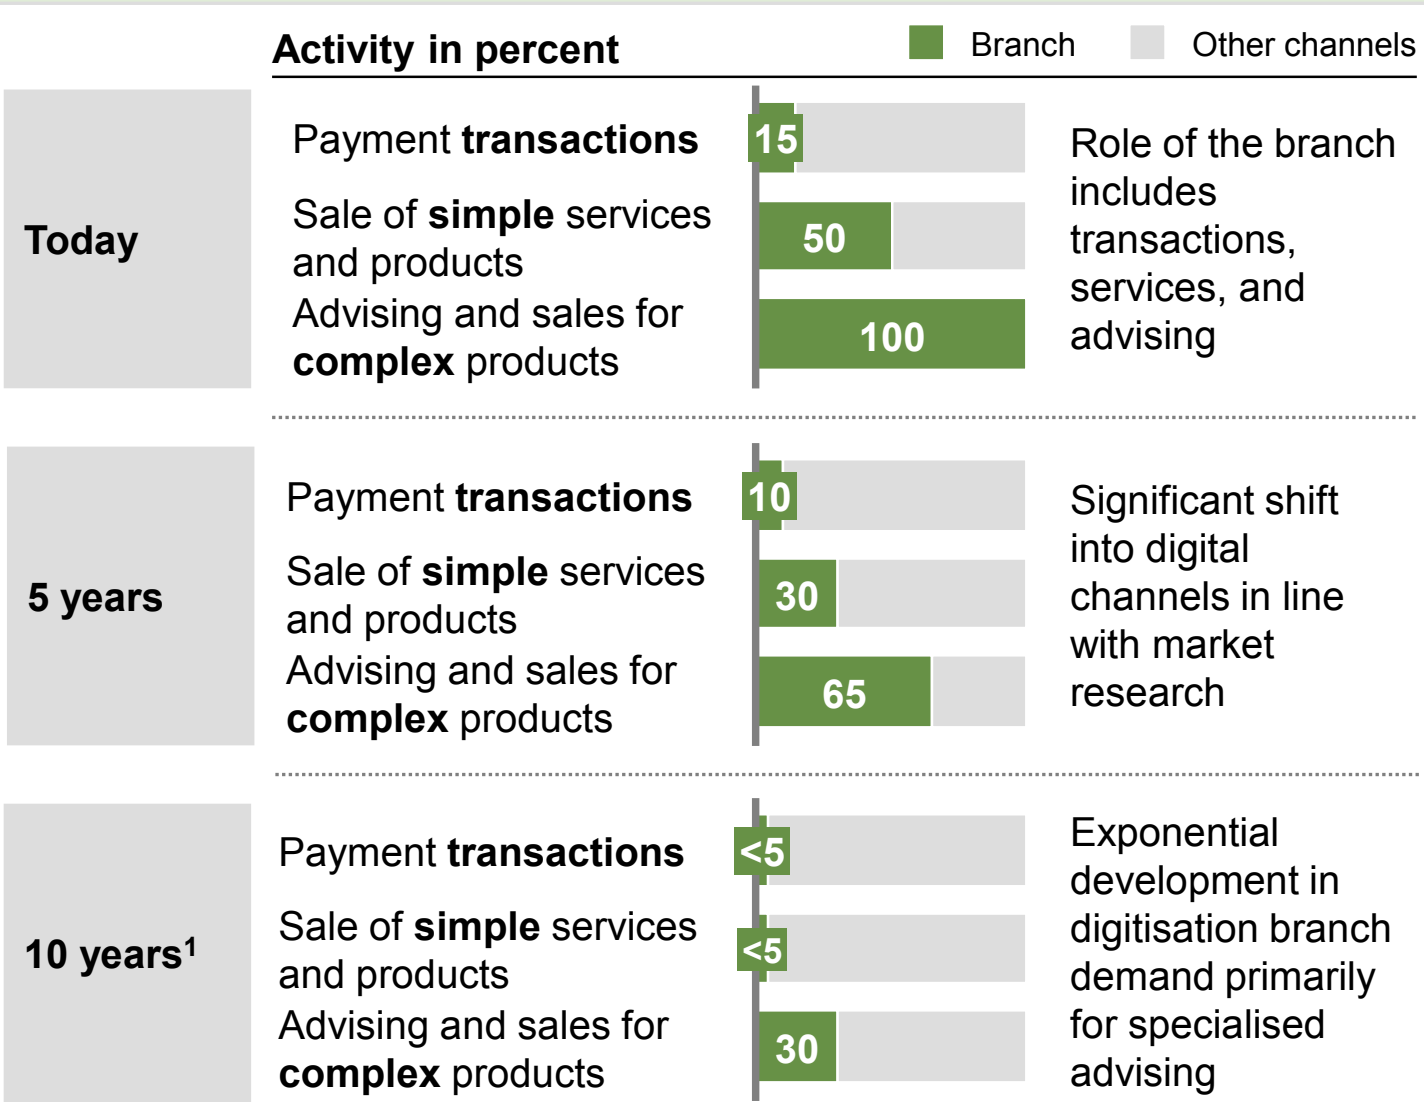 Activity in percent
Branch
Other channels
Today
Payment transactions
15
Sale of simple services
and products
50
Advising and sales for
complex products
100
Role of the branch
includes
transactions,
services, and
advising
5 years
Payment transactions
10
Sale of simple services
and products
30
Advising and sales for
complex products
65
Significant shift
into digital
channels in line
with market
research
10 years¹
Payment transactions
<5
Sale of simple services
and products
<5
Advising and sales for
complex products
30
Exponential
development in
digitisation branch
demand primarily
for specialised
advising